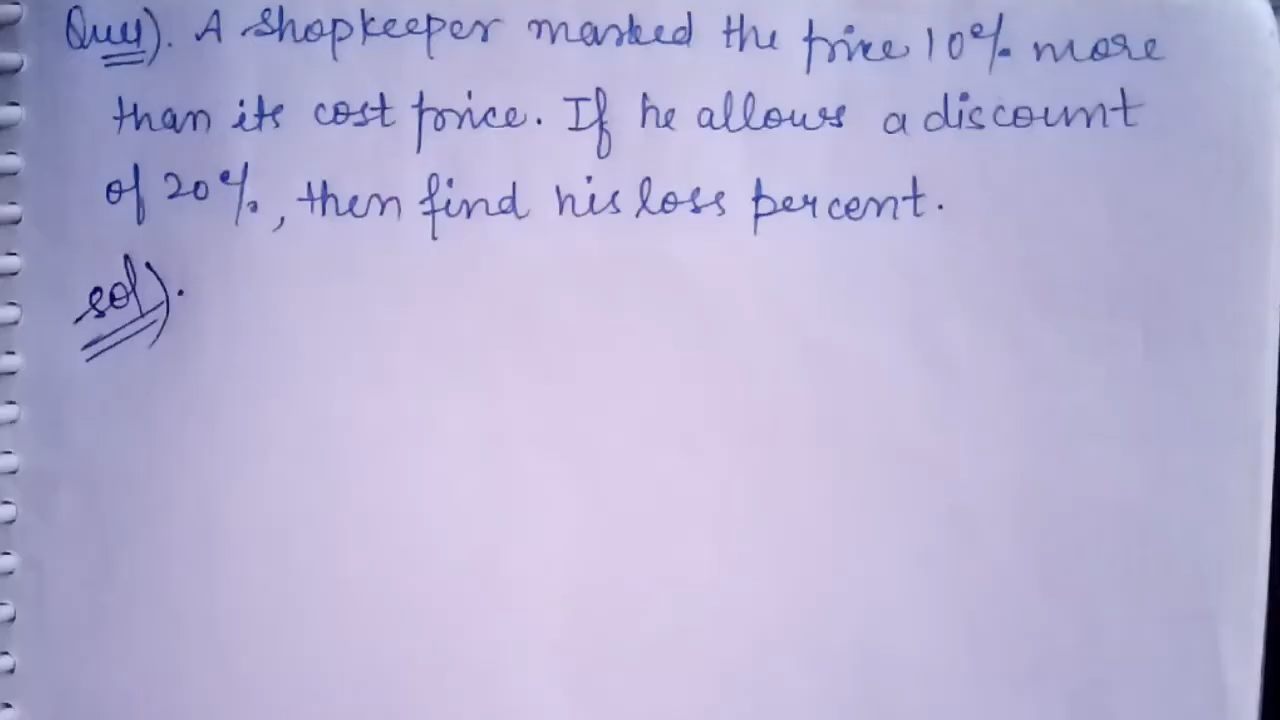 Ques). A shopkeeper marked the price 10% more
than its cost price. If he allows a discount
of 20%, then find his loss percent.
sol).